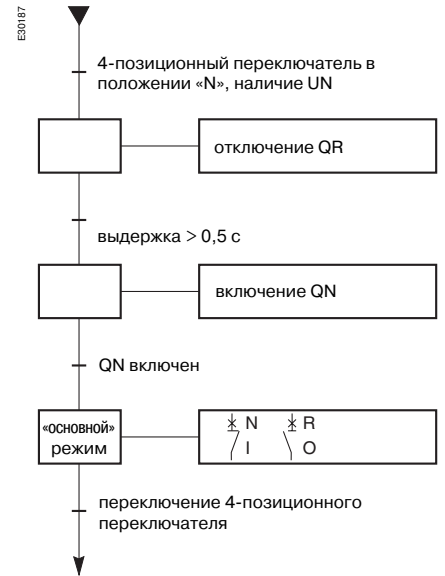 E30187
4-позиционный переключатель в
положении «N», наличие UN
отключение QR
выдержка > 0,5 с
включение QN
QN включен
«ОСНОВНОЙ»
режим
N R
I O
переключение 4-позиционного
переключателя